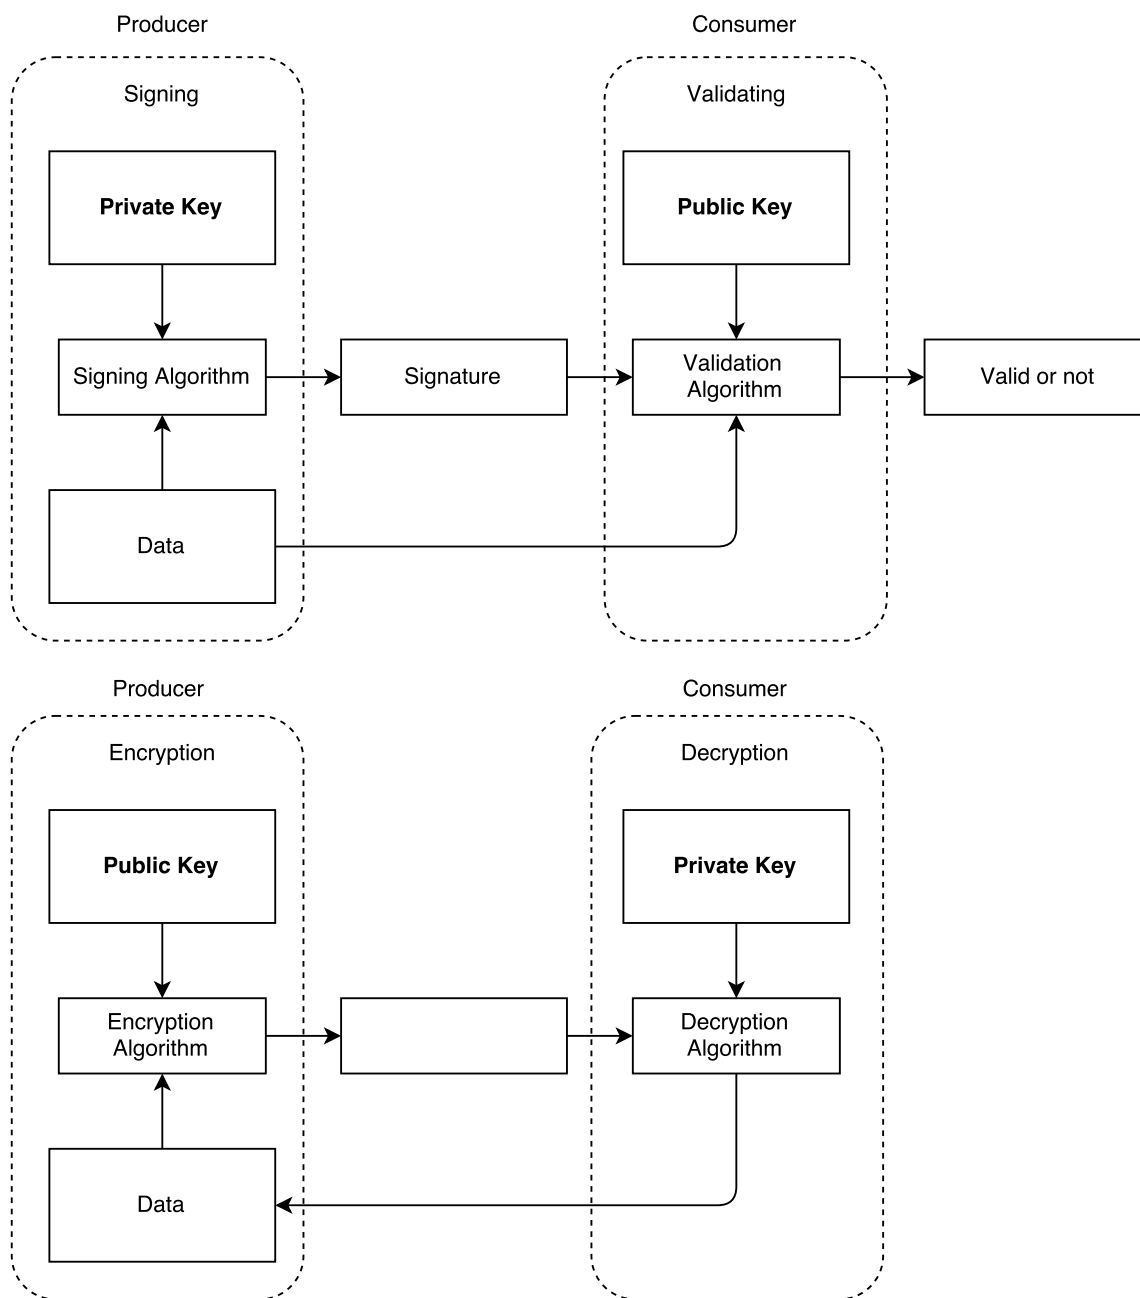 Producer
Consumer
Signing
Validating
Private Key
Public Key
Signing Algorithm
Signature
Validation
Algorithm
Valid or not
Data
Producer
Consumer
Encryption
Decryption
Public Key
Private Key
Encryption
Algorithm
Decryption
Algorithm
Data